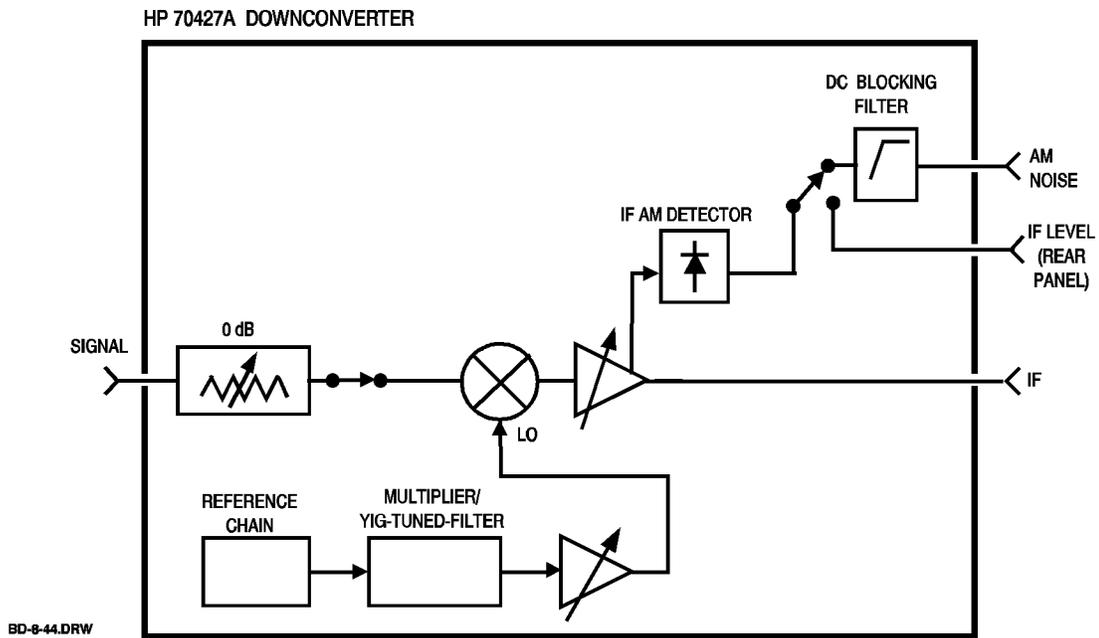 HP 70427A DOWNCONVERTER
DC BLOCKING
FILTER
AM
NOISE
IF AM DETECTOR
IF LEVEL
(REAR
PANEL)
0 dB
SIGNAL
IF
LO
REFERENCE
CHAIN
MULTIPLIER/
YIG-TUNED-FILTER
BD-8-44.DRW